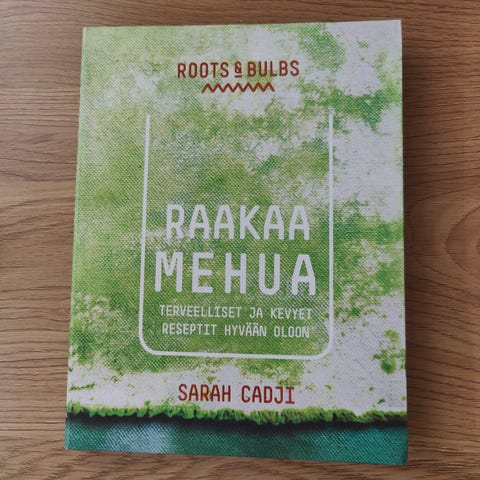 ROOTS & BULBS
RAAKAA
MEHUA
TERVEELLISET JA KEVYET
RESEPTIT HYVÄÄN OLOON
SARAH CADJI